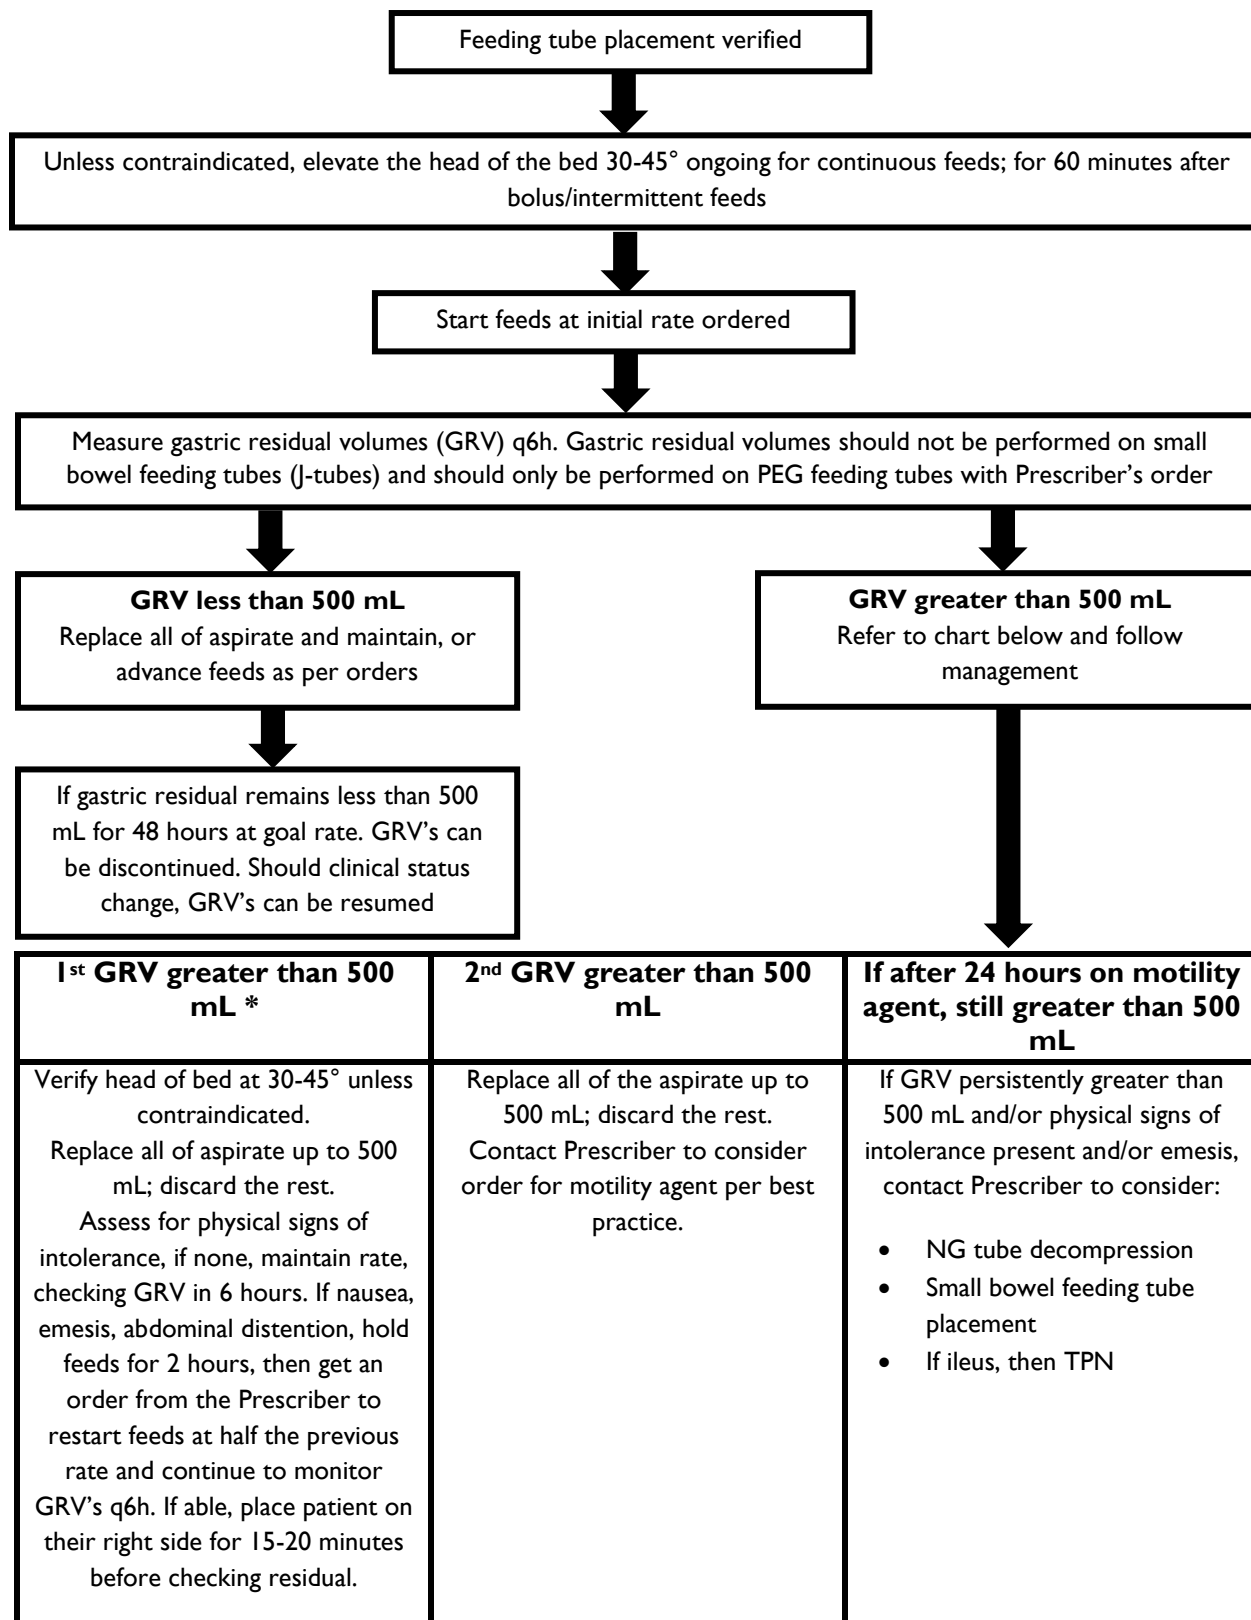 Feeding tube placement verified
Unless contraindicated, elevate the head of the bed 30-45° ongoing for continuous feeds; for 60 minutes after
bolus/intermittent feeds
Start feeds at initial rate ordered
Measure gastric residual volumes (GRV) q6h. Gastric residual volumes should not be performed on small
bowel feeding tubes (J-tubes) and should only be performed on PEG feeding tubes with Prescriber's order
GRV less than 500 mL
Replace all of aspirate and maintain, or
advance feeds as per orders
GRV greater than 500 mL
Refer to chart below and follow
management
If gastric residual remains less than 500
mL for 48 hours at goal rate. GRV's can
be discontinued. Should clinical status
change, GRV's can be resumed
1st GRV greater than 500
mL *
2nd GRV greater than 500
mL
If after 24 hours on motility
agent, still greater than 500
mL
Verify head of bed at 30-45° unless
contraindicated.
Replace all of aspirate up to 500
mL; discard the rest.
Assess for physical signs of
intolerance, if none, maintain rate,
checking GRV in 6 hours. If nausea,
emesis, abdominal distention, hold
feeds for 2 hours, then get an
order from the Prescriber to
restart feeds at half the previous
rate and continue to monitor
GRV's q6h. If able, place patient on
their right side for 15-20 minutes
before checking residual.
Replace all of the aspirate up to
500 mL; discard the rest.
Contact Prescriber to consider
order for motility agent per best
practice.
If GRV persistently greater than
500 mL and/or physical signs of
intolerance present and/or emesis,
contact Prescriber to consider:
• NG tube decompression
• Small bowel feeding tube
placement
• If ileus, then TPN